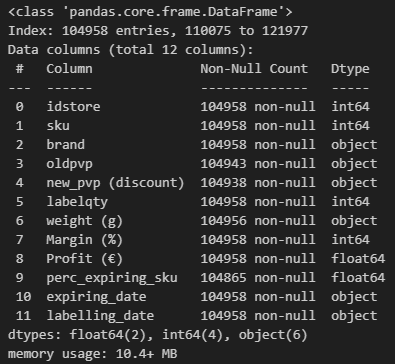 <class 'pandas.core.frame.DataFrame'>
Index: 104958 entries, 110075 to 121977
Data columns (total 12 columns):
 #   Column              Non-Null Count   Dtype
---  ------              --------------   -----
 0   idstore             104958 non-null  int64
 1   sku                 104958 non-null  int64
 2   brand               104958 non-null  object
 3   oldpvp              104943 non-null  object
 4   new_pvp (discount)  104938 non-null  object
 5   labelqty            104958 non-null  int64
 6   weight (g)          104956 non-null  object
 7   Margin (%)          104958 non-null  int64
 8   Profit (€)          104958 non-null  float64
 9   perc_expiring_sku   104865 non-null  float64
 10  expiring_date       104958 non-null  object
 11  labelling_date      104958 non-null  object
dtypes: float64(2), int64(4), object(6)
memory usage: 10.4+ MB